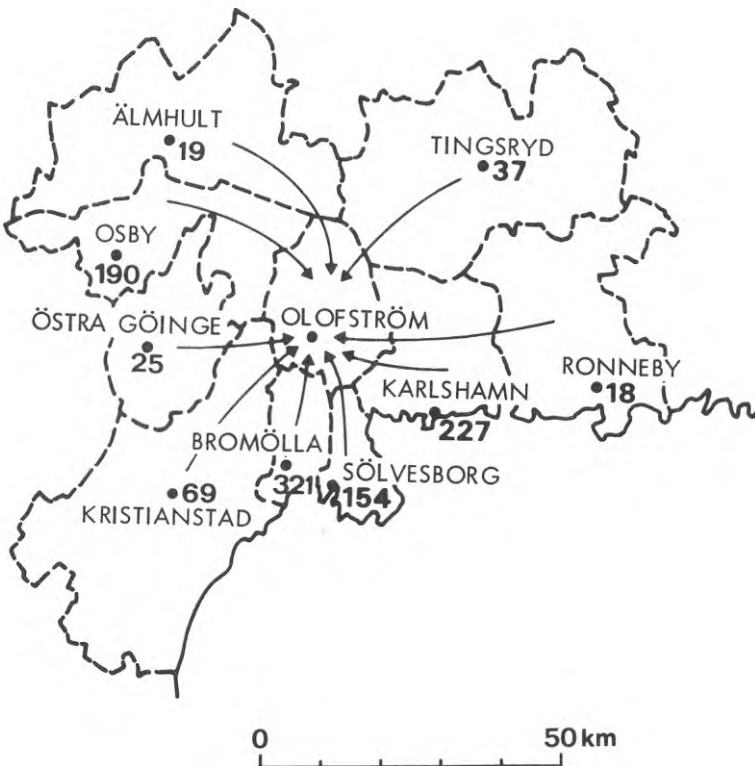 ÄLMHULT
19
TINGSRYD
37
OSBY
190
ÖSTRA GÖINGE
25
OLOFSTRÖM
RONNEBY
18
KARLSHAMN
227
BROMÖLLA
321
SÖLVESBORG
154
69
KRISTIANSTAD
0 50 km